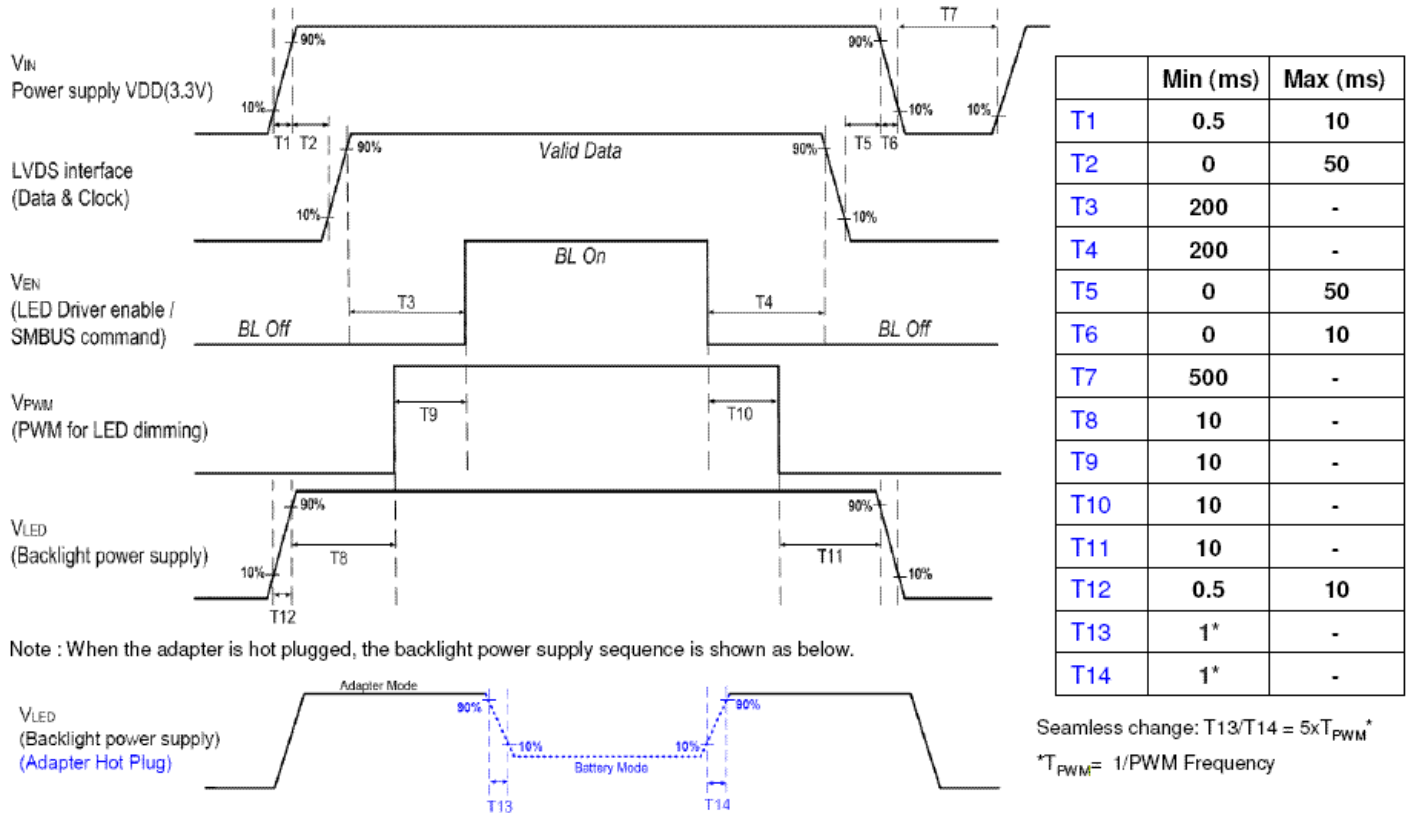 VIN
Power supply VDD(3.3V)
90%
10%
T1 T2
90%
T5 T6
10%
T7
10%
LVDS interface
(Data & Clock)
90%
10%
Valid Data
90%
10%
VEN
(LED Driver enable /
SMBUS command)
BL Off
T3
BL On
T4
BL Off
VPWM
(PWM for LED dimming)
T9
T10
VLED
(Backlight power supply)
90%
10%
T8
T12
90%
T11
10%
Note : When the adapter is hot plugged, the backlight power supply sequence is shown as below.
VLED
(Backlight power supply)
(Adapter Hot Plug)
Adapter Mode
90%
10%
Battery Mode
10%
90%
T13
T14
Min (ms) Max (ms)
T1 0.5 10
T2 0 50
T3 200 -
T4 200 -
T5 0 50
T6 0 10
T7 500 -
T8 10 -
T9 10 -
T10 10 -
T11 10 -
T12 0.5 10
T13 1* -
T14 1* -
Seamless change: T13/T14 = 5xTPWM*
*TPWM= 1/PWM Frequency